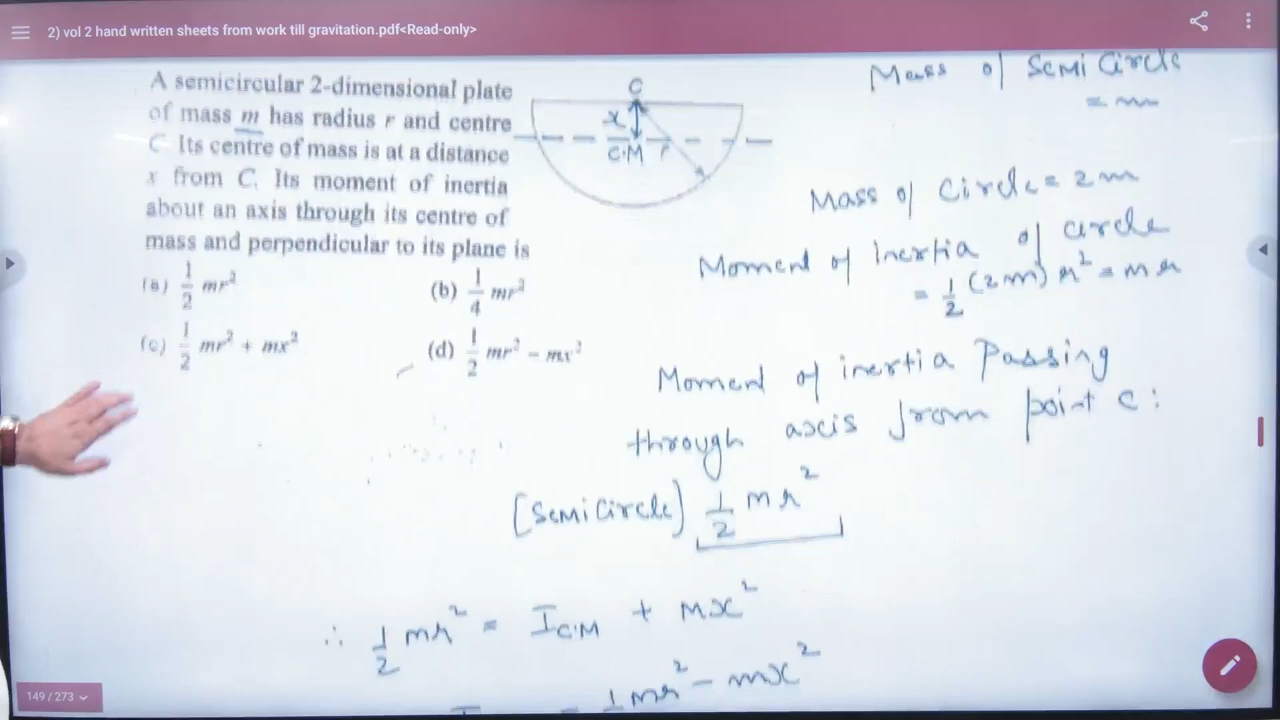 2) vol 2 hand written sheets from work till gravitation.pdf<Read-only>
A semicircular 2-dimensional plate
of mass m has radius r and centre
C. Its centre of mass is at a distance
x from C. Its moment of inertia
about an axis through its centre of
mass and perpendicular to its plane is
(a) 1/2 mr² (b) 1/4 mr²
(c) 1/2 mr² + mx² (d) 1/2 mr² - mx²
C
x
C.M r
Mass of Semi Circle
= m
Mass of Circle = 2m
Moment of Inertia of circle
= 1/2 (2m) r² = mr
Moment of inertia Passing
through axis from point C:
[Semi Circle] 1/2 mr²
∴ 1/2 mr² = I C.M + mx²
= 1/2 mr² - mx²
149 / 273